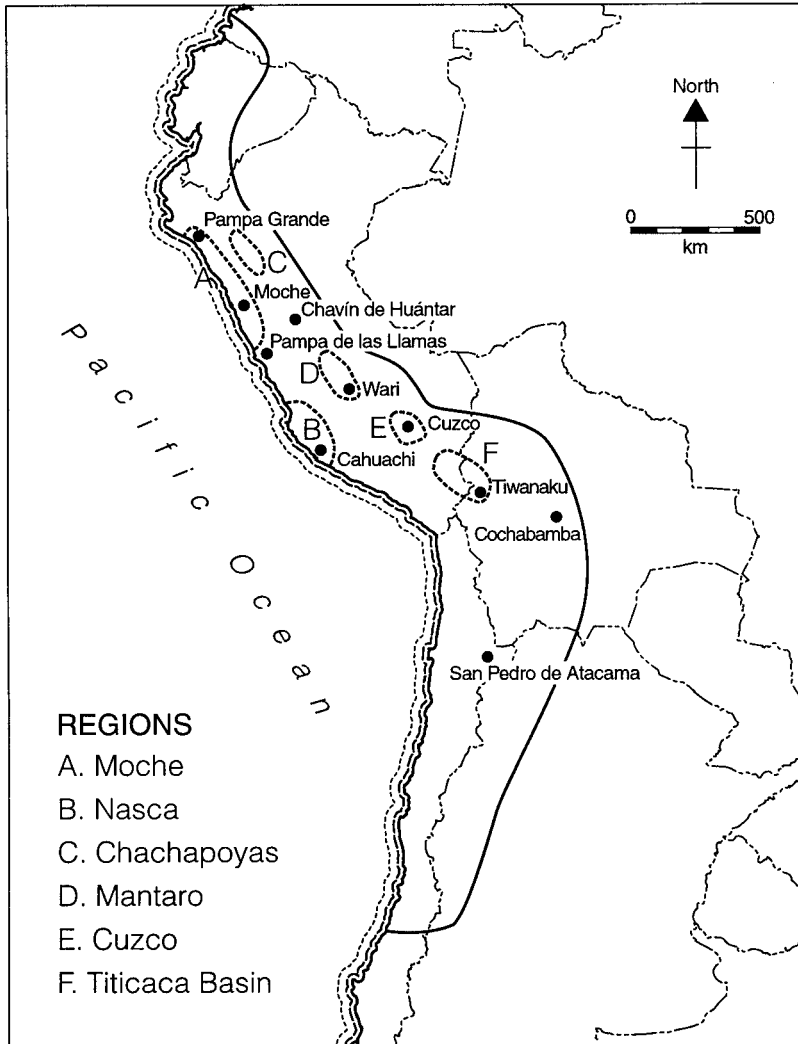 North
0 500
km
Pampa Grande
C
A
Moche
Chavín de Huántar
Pampa de las Llamas
D
Wari
E
Cuzco
B
Cahuachi
F
Tiwanaku
Cochabamba
San Pedro de Atacama
Pacific Ocean
REGIONS
A. Moche
B. Nasca
C. Chachapoyas
D. Mantaro
E. Cuzco
F. Titicaca Basin